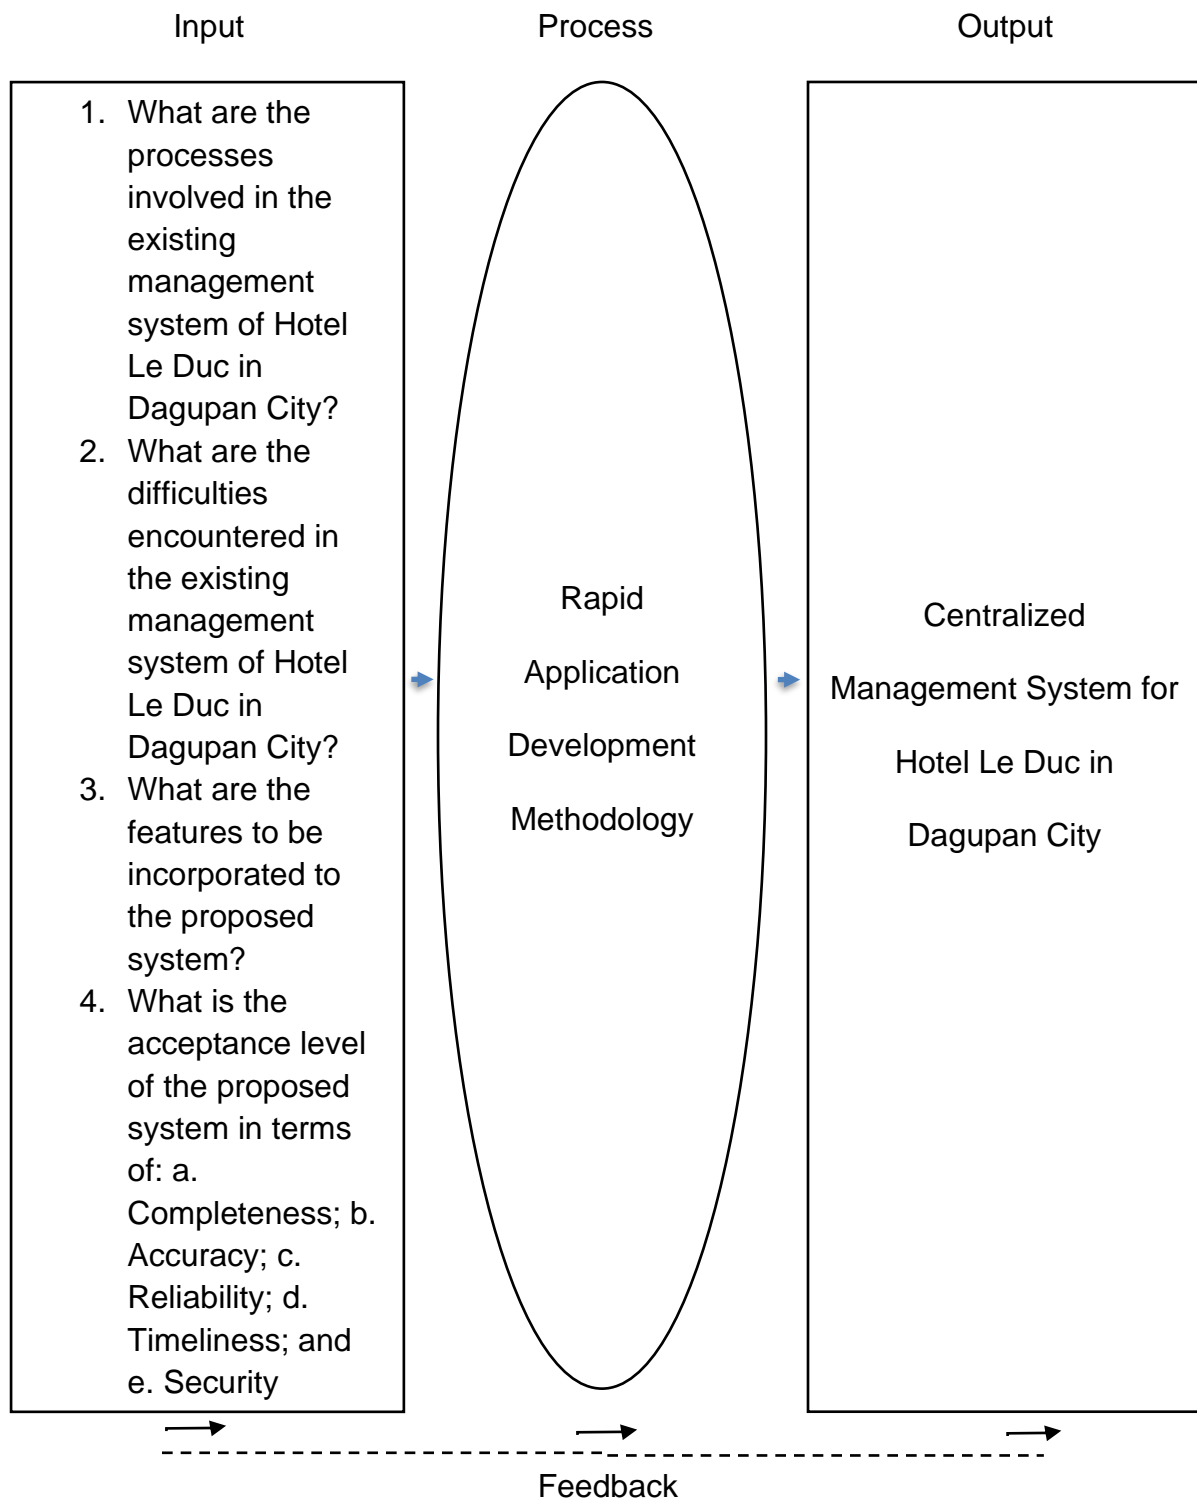 Input
Process
Output
1. What are the
processes
involved in the
existing
management
system of Hotel
Le Duc in
Dagupan City?
2. What are the
difficulties
encountered in
the existing
management
system of Hotel
Le Duc in
Dagupan City?
3. What are the
features to be
incorporated to
the proposed
system?
4. What is the
acceptance level
of the proposed
system in terms
of: a.
Completeness; b.
Accuracy; c.
Reliability; d.
Timeliness; and
e. Security
Rapid
Application
Development
Methodology
Centralized
Management System for
Hotel Le Duc in
Dagupan City
Feedback